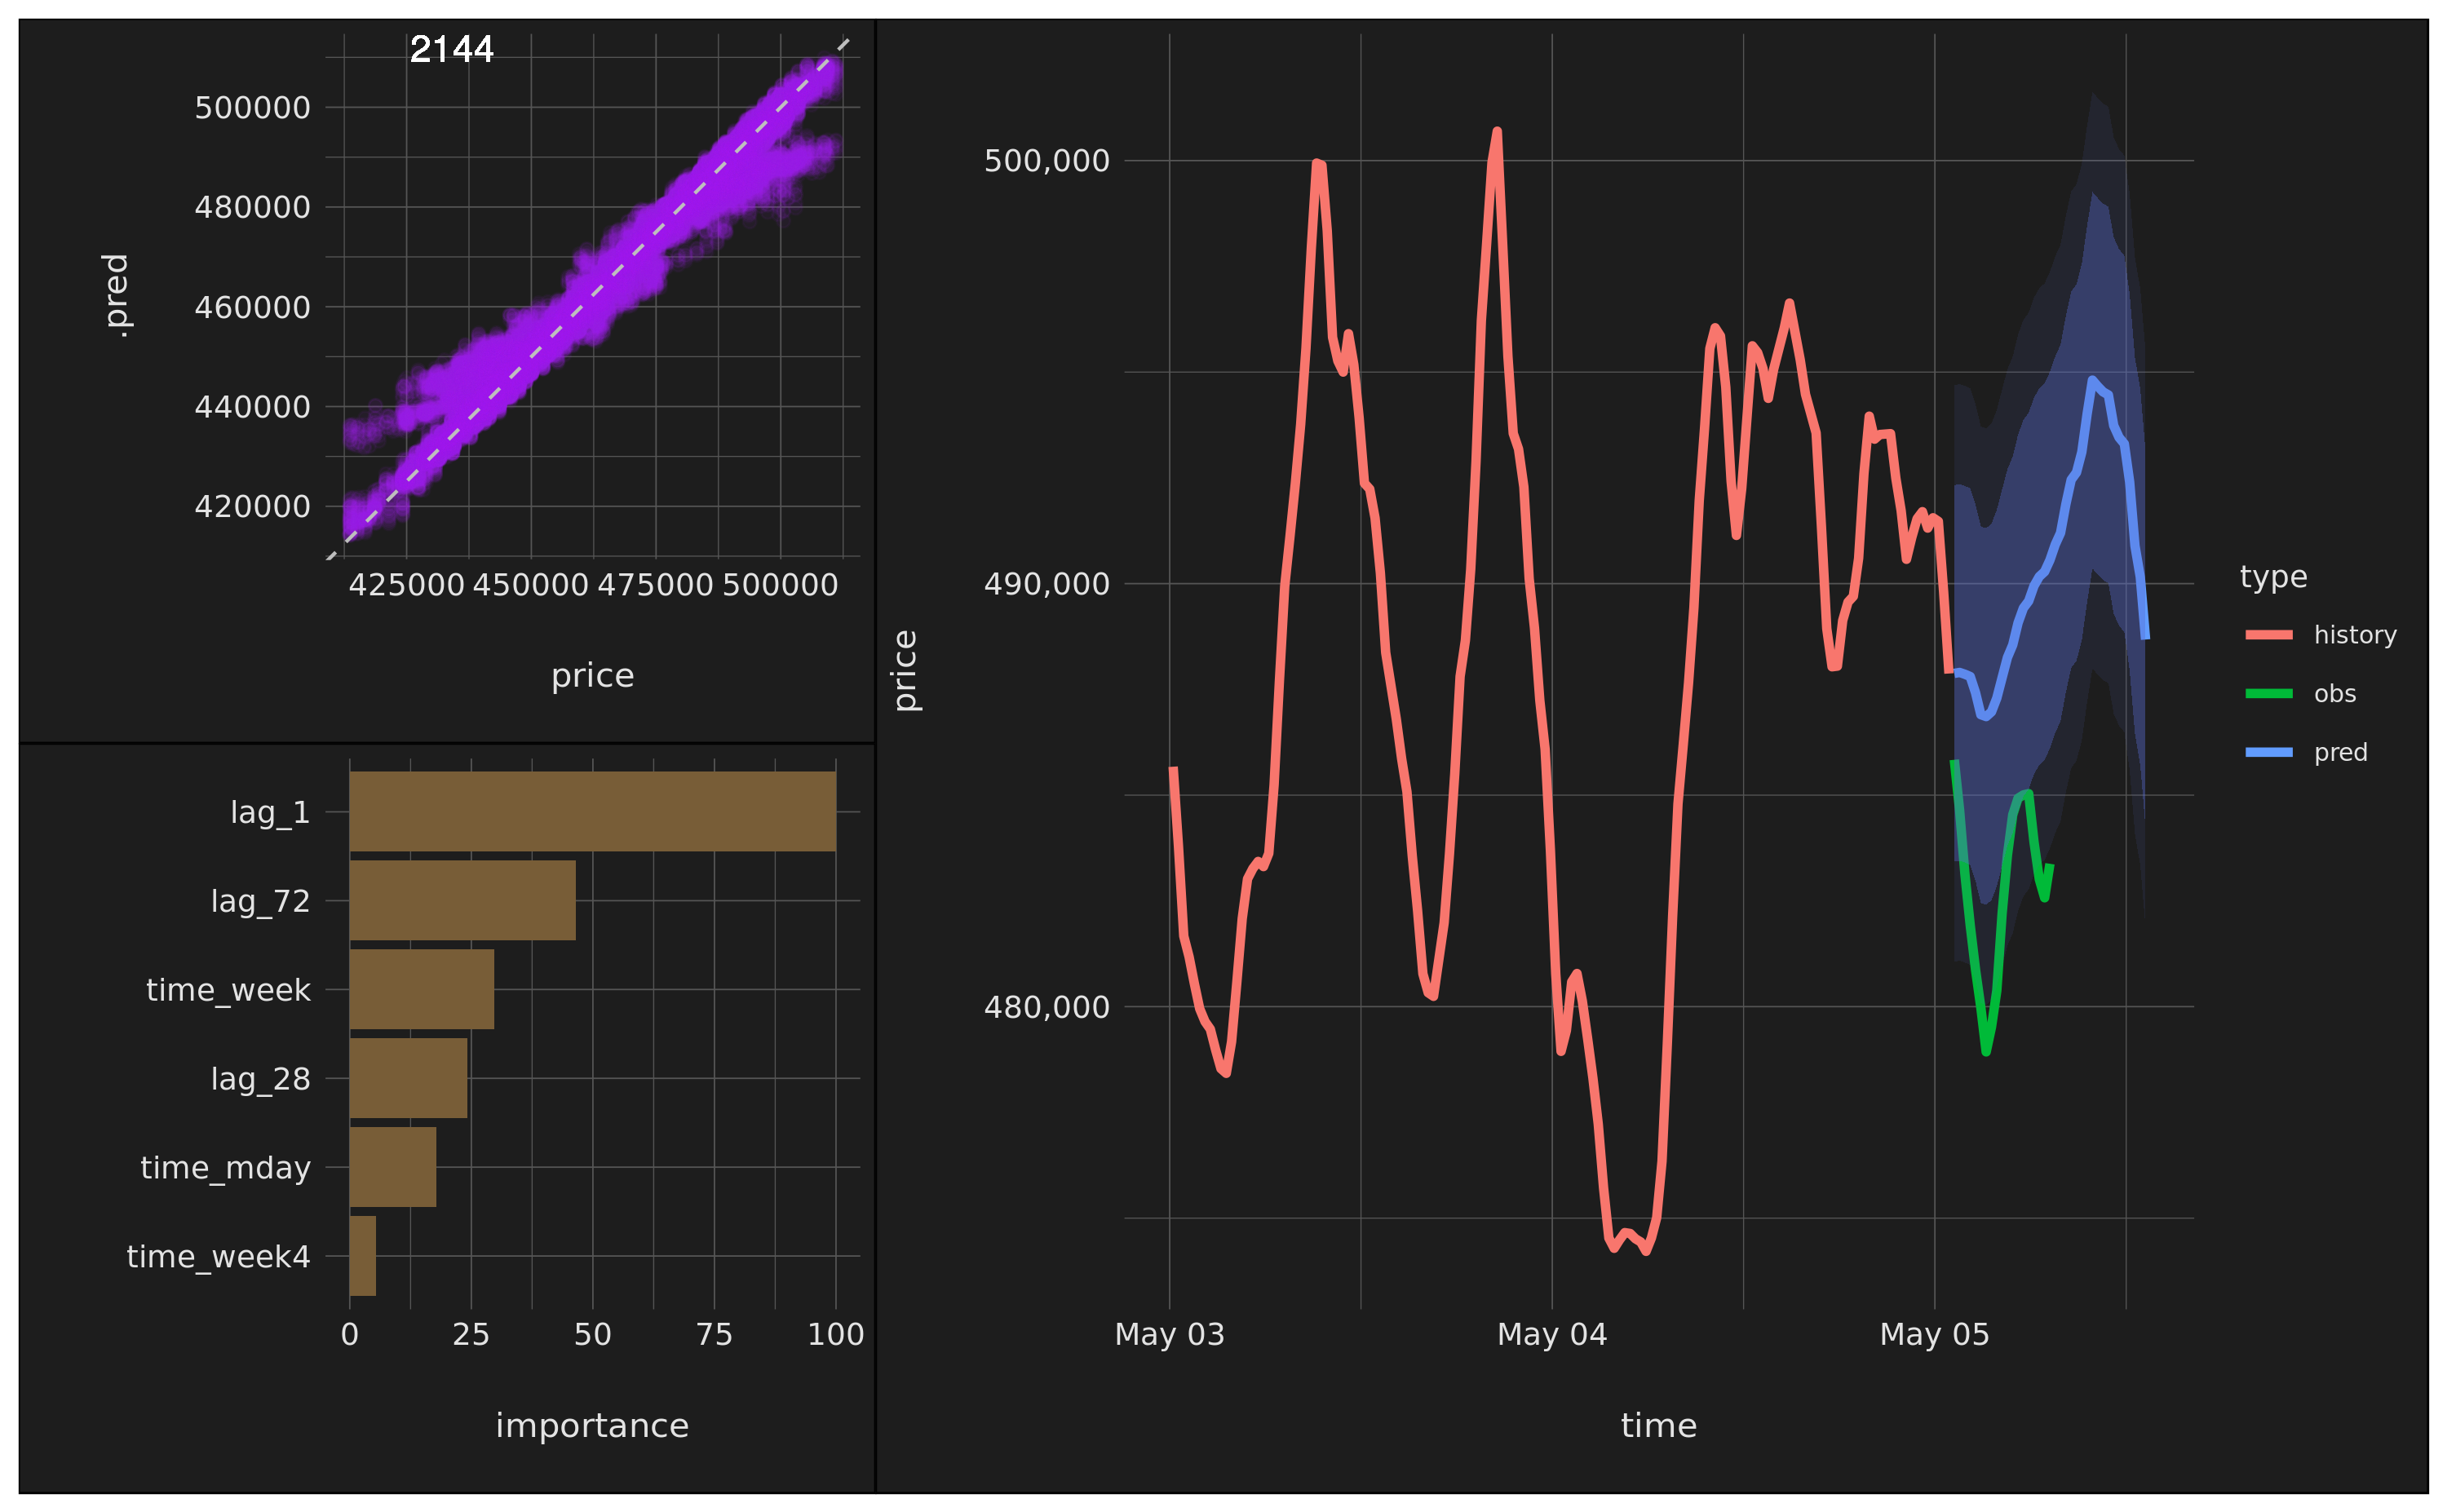 2144
500000
480000
460000
440000
420000
.pred
425000 450000 475000 500000
price
lag_1
lag_72
time_week
lag_28
time_mday
time_week4
0 25 50 75 100
importance
500,000
490,000
480,000
price
May 03 May 04 May 05
time
type
history
obs
pred